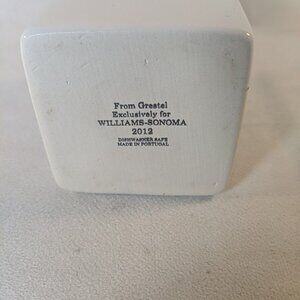 From Grestel
Exclusively for
WILLIAMS-SONOMA
2012
DISHWASHER SAFE
MADE IN PORTUGAL